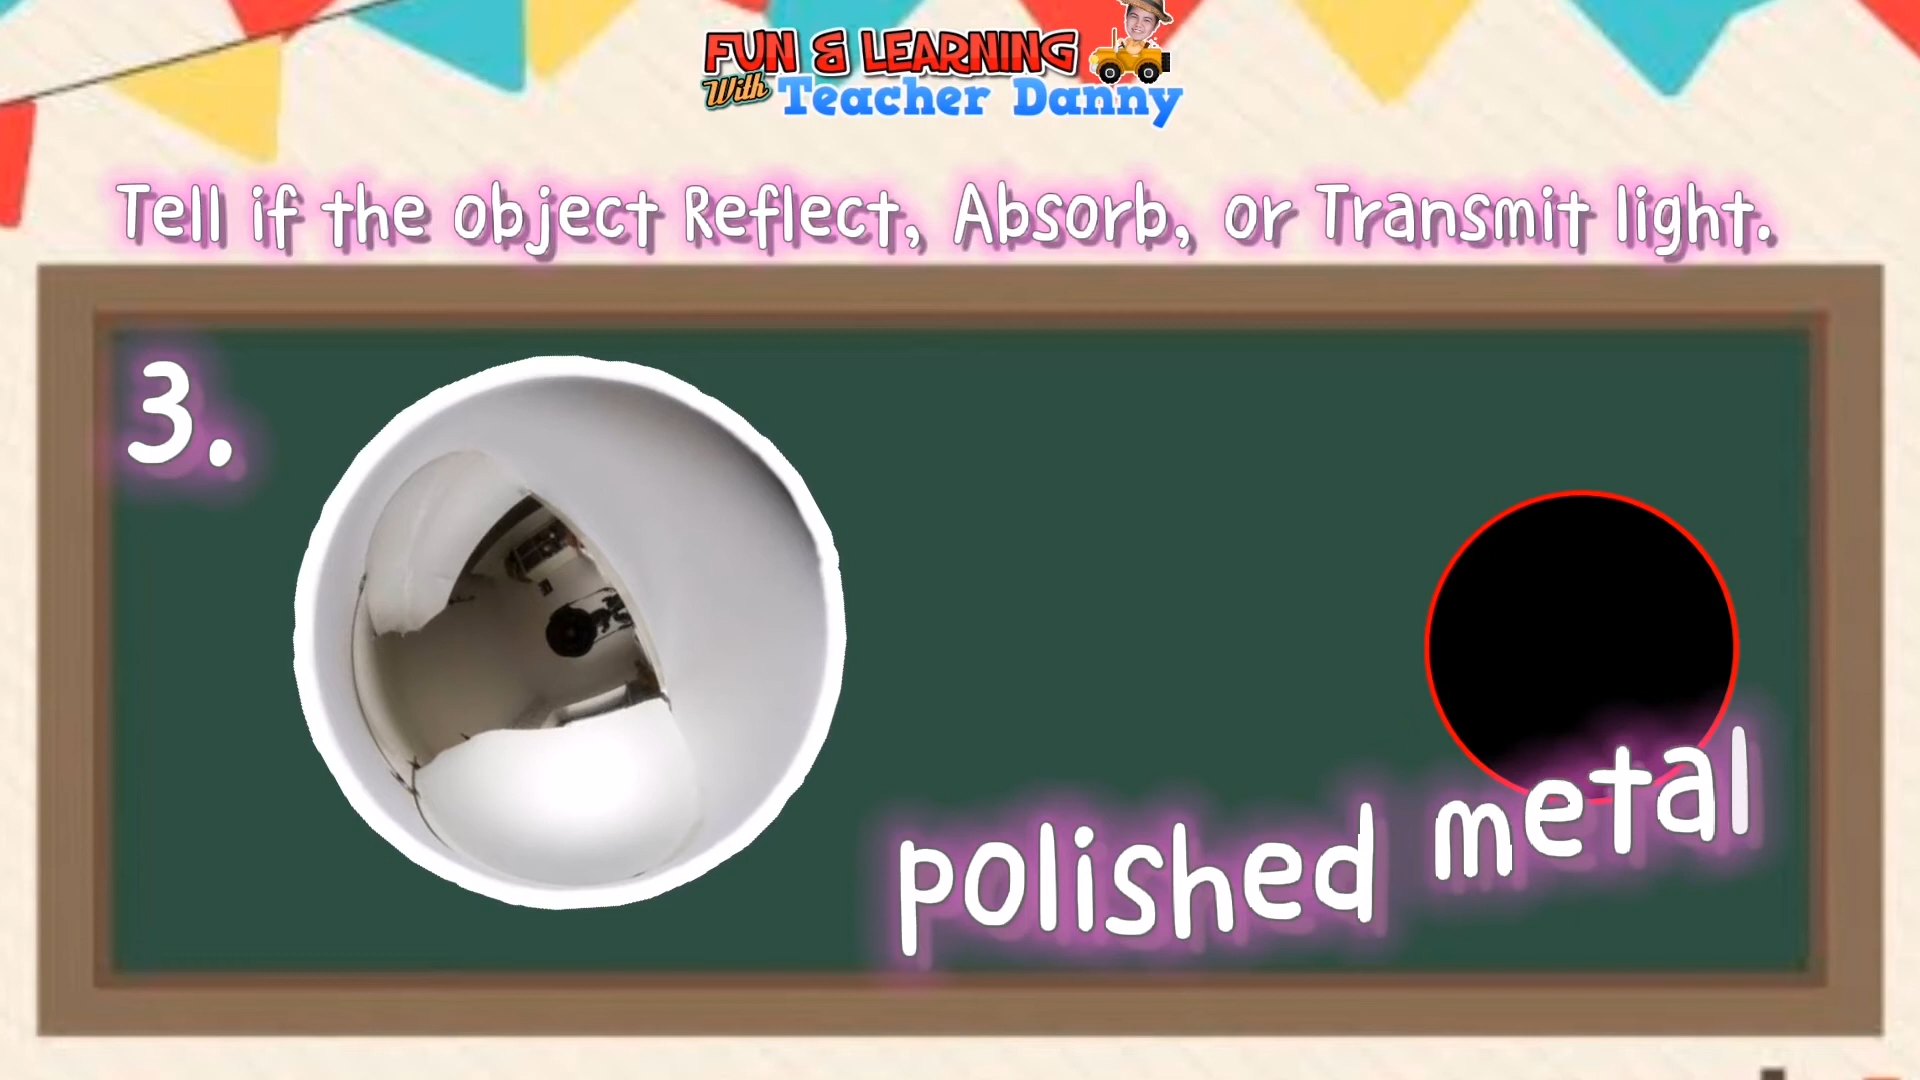 FUN & LEARNING
With Teacher Danny
Tell if the object Reflect, Absorb, or Transmit light.
3.
polished metal